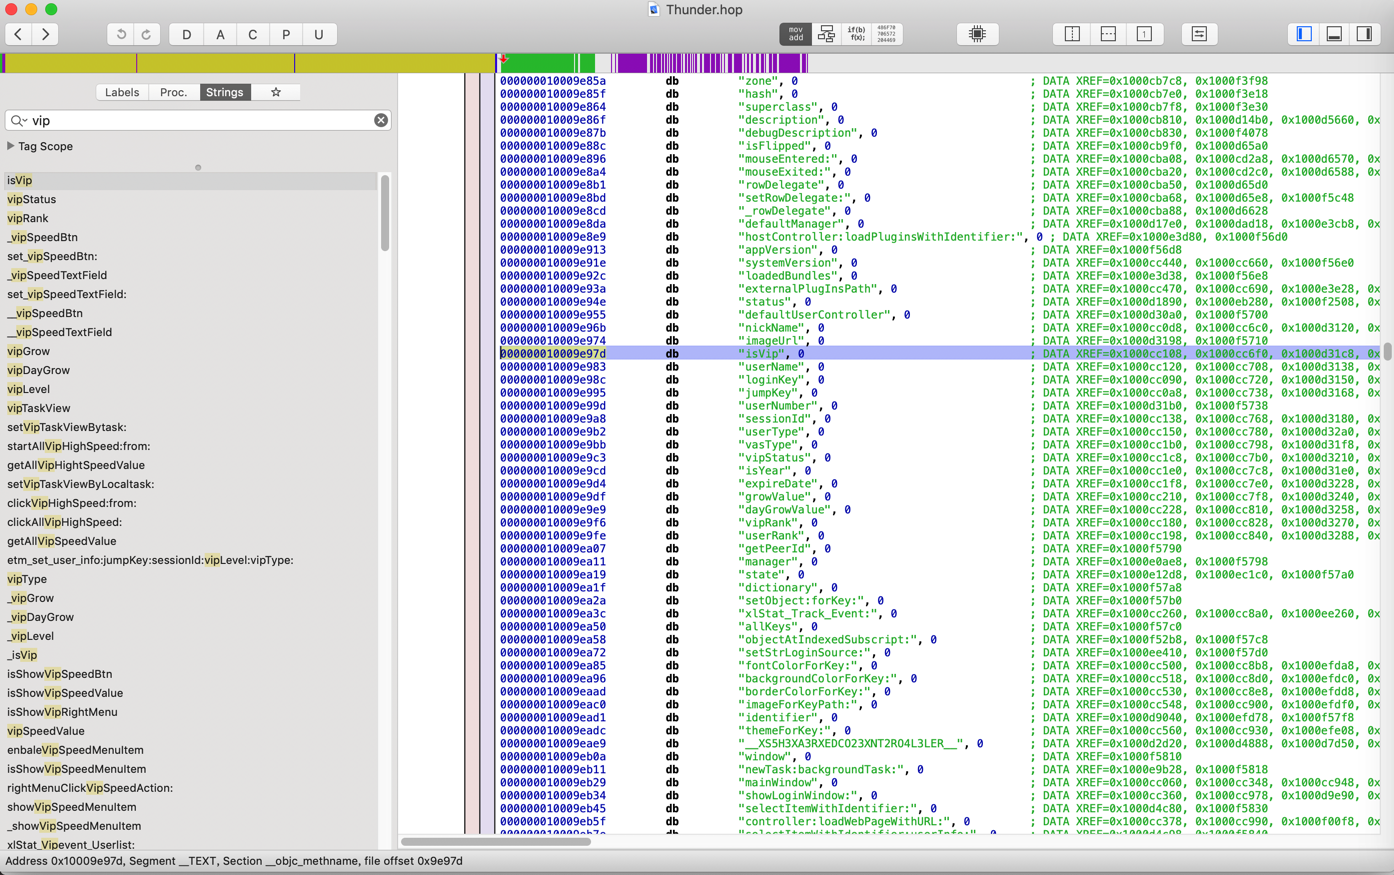 Thunder.hop
D A C P U
mov
add
if(b)
f(x);
486F70
706572
204469
1
Labels Proc. Strings ☆
vip
Tag Scope
isVip
vipStatus
vipRank
_vipSpeedBtn
set_vipSpeedBtn:
_vipSpeedTextField
set_vipSpeedTextField:
__vipSpeedBtn
__vipSpeedTextField
vipGrow
vipDayGrow
vipLevel
vipTaskView
setVipTaskViewBytask:
startAllVipHighSpeed:from:
getAllVipHightSpeedValue
setVipTaskViewByLocaltask:
clickVipHighSpeed:from:
clickAllVipHighSpeed:
getAllVipSpeedValue
etm_set_user_info:jumpKey:sessionId:vipLevel:vipType:
vipType
_vipGrow
_vipDayGrow
_vipLevel
_isVip
isShowVipSpeedBtn
isShowVipSpeedValue
isShowVipRightMenu
vipSpeedValue
enbaleVipSpeedMenuItem
isShowVipSpeedMenuItem
rightMenuClickVipSpeedAction:
showVipSpeedMenuItem
_showVipSpeedMenuItem
xlStat_Vipevent_Userlist:
000000010009e85a db "zone", 0 ; DATA XREF=0x1000cb7c8, 0x1000f3f98
000000010009e85f db "hash", 0 ; DATA XREF=0x1000cb7e0, 0x1000f3e18
000000010009e864 db "superclass", 0 ; DATA XREF=0x1000cb7f8, 0x1000f3e30
000000010009e86f db "description", 0 ; DATA XREF=0x1000cb810, 0x1000d14b0, 0x1000d5660, 0x
000000010009e87b db "debugDescription", 0 ; DATA XREF=0x1000cb830, 0x1000f4078
000000010009e88c db "isFlipped", 0 ; DATA XREF=0x1000cb9f0, 0x1000d65a0
000000010009e896 db "mouseEntered:", 0 ; DATA XREF=0x1000cba08, 0x1000cd2a8, 0x1000d6570, 0x
000000010009e8a4 db "mouseExited:", 0 ; DATA XREF=0x1000cba20, 0x1000cd2c0, 0x1000d6588, 0x
000000010009e8b1 db "rowDelegate", 0 ; DATA XREF=0x1000cba50, 0x1000d65d0
000000010009e8bd db "setRowDelegate:", 0 ; DATA XREF=0x1000cba68, 0x1000d65e8, 0x1000f5c48
000000010009e8cd db "_rowDelegate", 0 ; DATA XREF=0x1000cba88, 0x1000d6628
000000010009e8da db "defaultManager", 0 ; DATA XREF=0x1000d17e0, 0x1000dad18, 0x1000e3cb8, 0x
000000010009e8e9 db "hostController:loadPluginsWithIdentifier:", 0 ; DATA XREF=0x1000e3d80, 0x1000f56d0
000000010009e913 db "appVersion", 0 ; DATA XREF=0x1000f56d8
000000010009e91e db "systemVersion", 0 ; DATA XREF=0x1000cc440, 0x1000cc660, 0x1000f56e0
000000010009e92c db "loadedBundles", 0 ; DATA XREF=0x1000e3d38, 0x1000f56e8
000000010009e93a db "externalPlugInsPath", 0 ; DATA XREF=0x1000cc470, 0x1000cc690, 0x1000e3e28, 0x
000000010009e94e db "status", 0 ; DATA XREF=0x1000d1890, 0x1000eb280, 0x1000f2508, 0x
000000010009e955 db "defaultUserController", 0 ; DATA XREF=0x1000d30a0, 0x1000f5700
000000010009e96b db "nickName", 0 ; DATA XREF=0x1000cc0d8, 0x1000cc6c0, 0x1000d3120, 0x
000000010009e974 db "imageUrl", 0 ; DATA XREF=0x1000d3198, 0x1000f5710
000000010009e97d db "isVip", 0 ; DATA XREF=0x1000cc108, 0x1000cc6f0, 0x1000d31c8, 0x
000000010009e983 db "userName", 0 ; DATA XREF=0x1000cc120, 0x1000cc708, 0x1000d3138, 0x
000000010009e98c db "loginKey", 0 ; DATA XREF=0x1000cc090, 0x1000cc720, 0x1000d3150, 0x
000000010009e995 db "jumpKey", 0 ; DATA XREF=0x1000cc0a8, 0x1000cc738, 0x1000d3168, 0x
000000010009e99d db "userNumber", 0 ; DATA XREF=0x1000d31b0, 0x1000f5738
000000010009e9a8 db "sessionId", 0 ; DATA XREF=0x1000cc138, 0x1000cc768, 0x1000d3180, 0x
000000010009e9b2 db "userType", 0 ; DATA XREF=0x1000cc150, 0x1000cc780, 0x1000d32a0, 0x
000000010009e9bb db "vasType", 0 ; DATA XREF=0x1000cc1b0, 0x1000cc798, 0x1000d31f8, 0x
000000010009e9c3 db "vipStatus", 0 ; DATA XREF=0x1000cc1c8, 0x1000cc7b0, 0x1000d3210, 0x
000000010009e9cd db "isYear", 0 ; DATA XREF=0x1000cc1e0, 0x1000cc7c8, 0x1000d31e0, 0x
000000010009e9d4 db "expireDate", 0 ; DATA XREF=0x1000cc1f8, 0x1000cc7e0, 0x1000d3228, 0x
000000010009e9df db "growValue", 0 ; DATA XREF=0x1000cc210, 0x1000cc7f8, 0x1000d3240, 0x
000000010009e9e9 db "dayGrowValue", 0 ; DATA XREF=0x1000cc228, 0x1000cc810, 0x1000d3258, 0x
000000010009e9f6 db "vipRank", 0 ; DATA XREF=0x1000cc180, 0x1000cc828, 0x1000d3270, 0x
000000010009e9fe db "userRank", 0 ; DATA XREF=0x1000cc198, 0x1000cc840, 0x1000d3288, 0x
000000010009ea07 db "getPeerId", 0 ; DATA XREF=0x1000f5790
000000010009ea11 db "manager", 0 ; DATA XREF=0x1000e0ae8, 0x1000f5798
000000010009ea19 db "state", 0 ; DATA XREF=0x1000e12d8, 0x1000ec1c0, 0x1000f57a0
000000010009ea1f db "dictionary", 0 ; DATA XREF=0x1000f57a8
000000010009ea2a db "setObject:forKey:", 0 ; DATA XREF=0x1000f57b0
000000010009ea3c db "xlStat_Track_Event:", 0 ; DATA XREF=0x1000cc260, 0x1000cc8a0, 0x1000ee260, 0x
000000010009ea50 db "allKeys", 0 ; DATA XREF=0x1000f57c0
000000010009ea58 db "objectAtIndexedSubscript:", 0 ; DATA XREF=0x1000f52b8, 0x1000f57c8
000000010009ea72 db "setStrLoginSource:", 0 ; DATA XREF=0x1000ee410, 0x1000f57d0
000000010009ea85 db "fontColorForKey:", 0 ; DATA XREF=0x1000cc500, 0x1000cc8b8, 0x1000efda8, 0x
000000010009ea96 db "backgroundColorForKey:", 0 ; DATA XREF=0x1000cc518, 0x1000cc8d0, 0x1000efdc0, 0x
000000010009eaad db "borderColorForKey:", 0 ; DATA XREF=0x1000cc530, 0x1000cc8e8, 0x1000efdd8, 0x
000000010009eac0 db "imageForKeyPath:", 0 ; DATA XREF=0x1000cc548, 0x1000cc900, 0x1000efdf0, 0x
000000010009ead1 db "identifier", 0 ; DATA XREF=0x1000d9040, 0x1000efd78, 0x1000f57f8
000000010009eadc db "themeForKey:", 0 ; DATA XREF=0x1000cc560, 0x1000cc930, 0x1000efe08, 0x
000000010009eae9 db "__XS5H3XA3RXEDCO23XNT2RO4L3LER__", 0 ; DATA XREF=0x1000d2d20, 0x1000d4888, 0x1000d7d50, 0x
000000010009eb0a db "window", 0 ; DATA XREF=0x1000f5810
000000010009eb11 db "newTask:backgroundTask:", 0 ; DATA XREF=0x1000e9b28, 0x1000f5818
000000010009eb29 db "mainWindow", 0 ; DATA XREF=0x1000cc060, 0x1000cc348, 0x1000cc948, 0x
000000010009eb34 db "showLoginWindow:", 0 ; DATA XREF=0x1000cc360, 0x1000cc978, 0x1000d9e90, 0x
000000010009eb45 db "selectItemWithIdentifier:", 0 ; DATA XREF=0x1000d4c80, 0x1000f5830
000000010009eb5f db "controller:loadWebPageWithURL:", 0 ; DATA XREF=0x1000cc378, 0x1000cc990, 0x1000f00f8, 0x
000000010009eb7e db "selectItemWithIdentifier:userInfo:", 0 ; DATA XREF=0x1000d4c98, 0x1000f5840
Address 0x10009e97d, Segment __TEXT, Section __objc_methname, file offset 0x9e97d